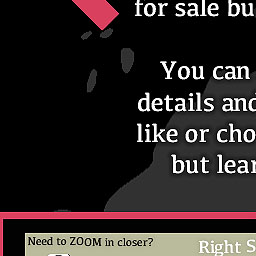 for sale bu
You can
details and
like or cho
but lear
Need to ZOOM in closer?
Right S